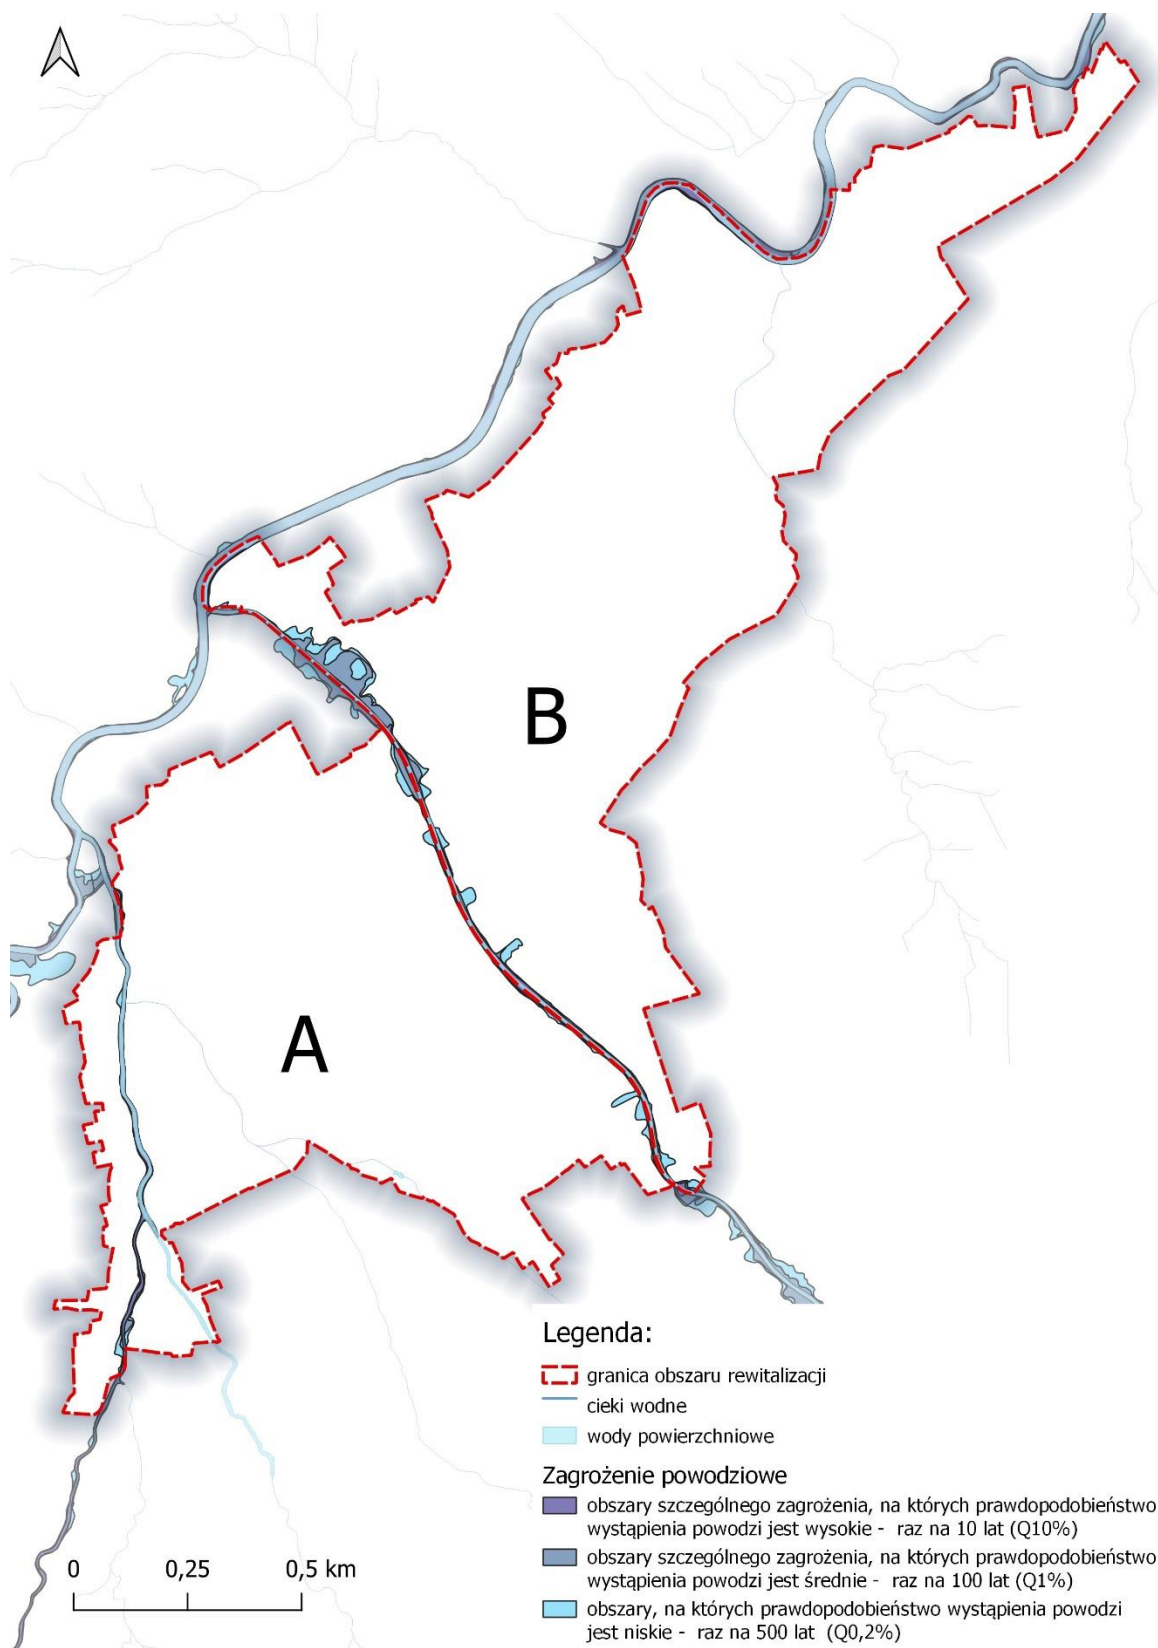 B
A
Legenda:
granica obszaru rewitalizacji
cieki wodne
wody powierzchniowe
Zagrożenie powodziowe
obszary szczególnego zagrożenia, na których prawdopodobieństwo
wystąpienia powodzi jest wysokie - raz na 10 lat (Q10%)
obszary szczególnego zagrożenia, na których prawdopodobieństwo
wystąpienia powodzi jest średnie - raz na 100 lat (Q1%)
obszary, na których prawdopodobieństwo wystąpienia powodzi
jest niskie - raz na 500 lat (Q0,2%)
0 0,25 0,5 km